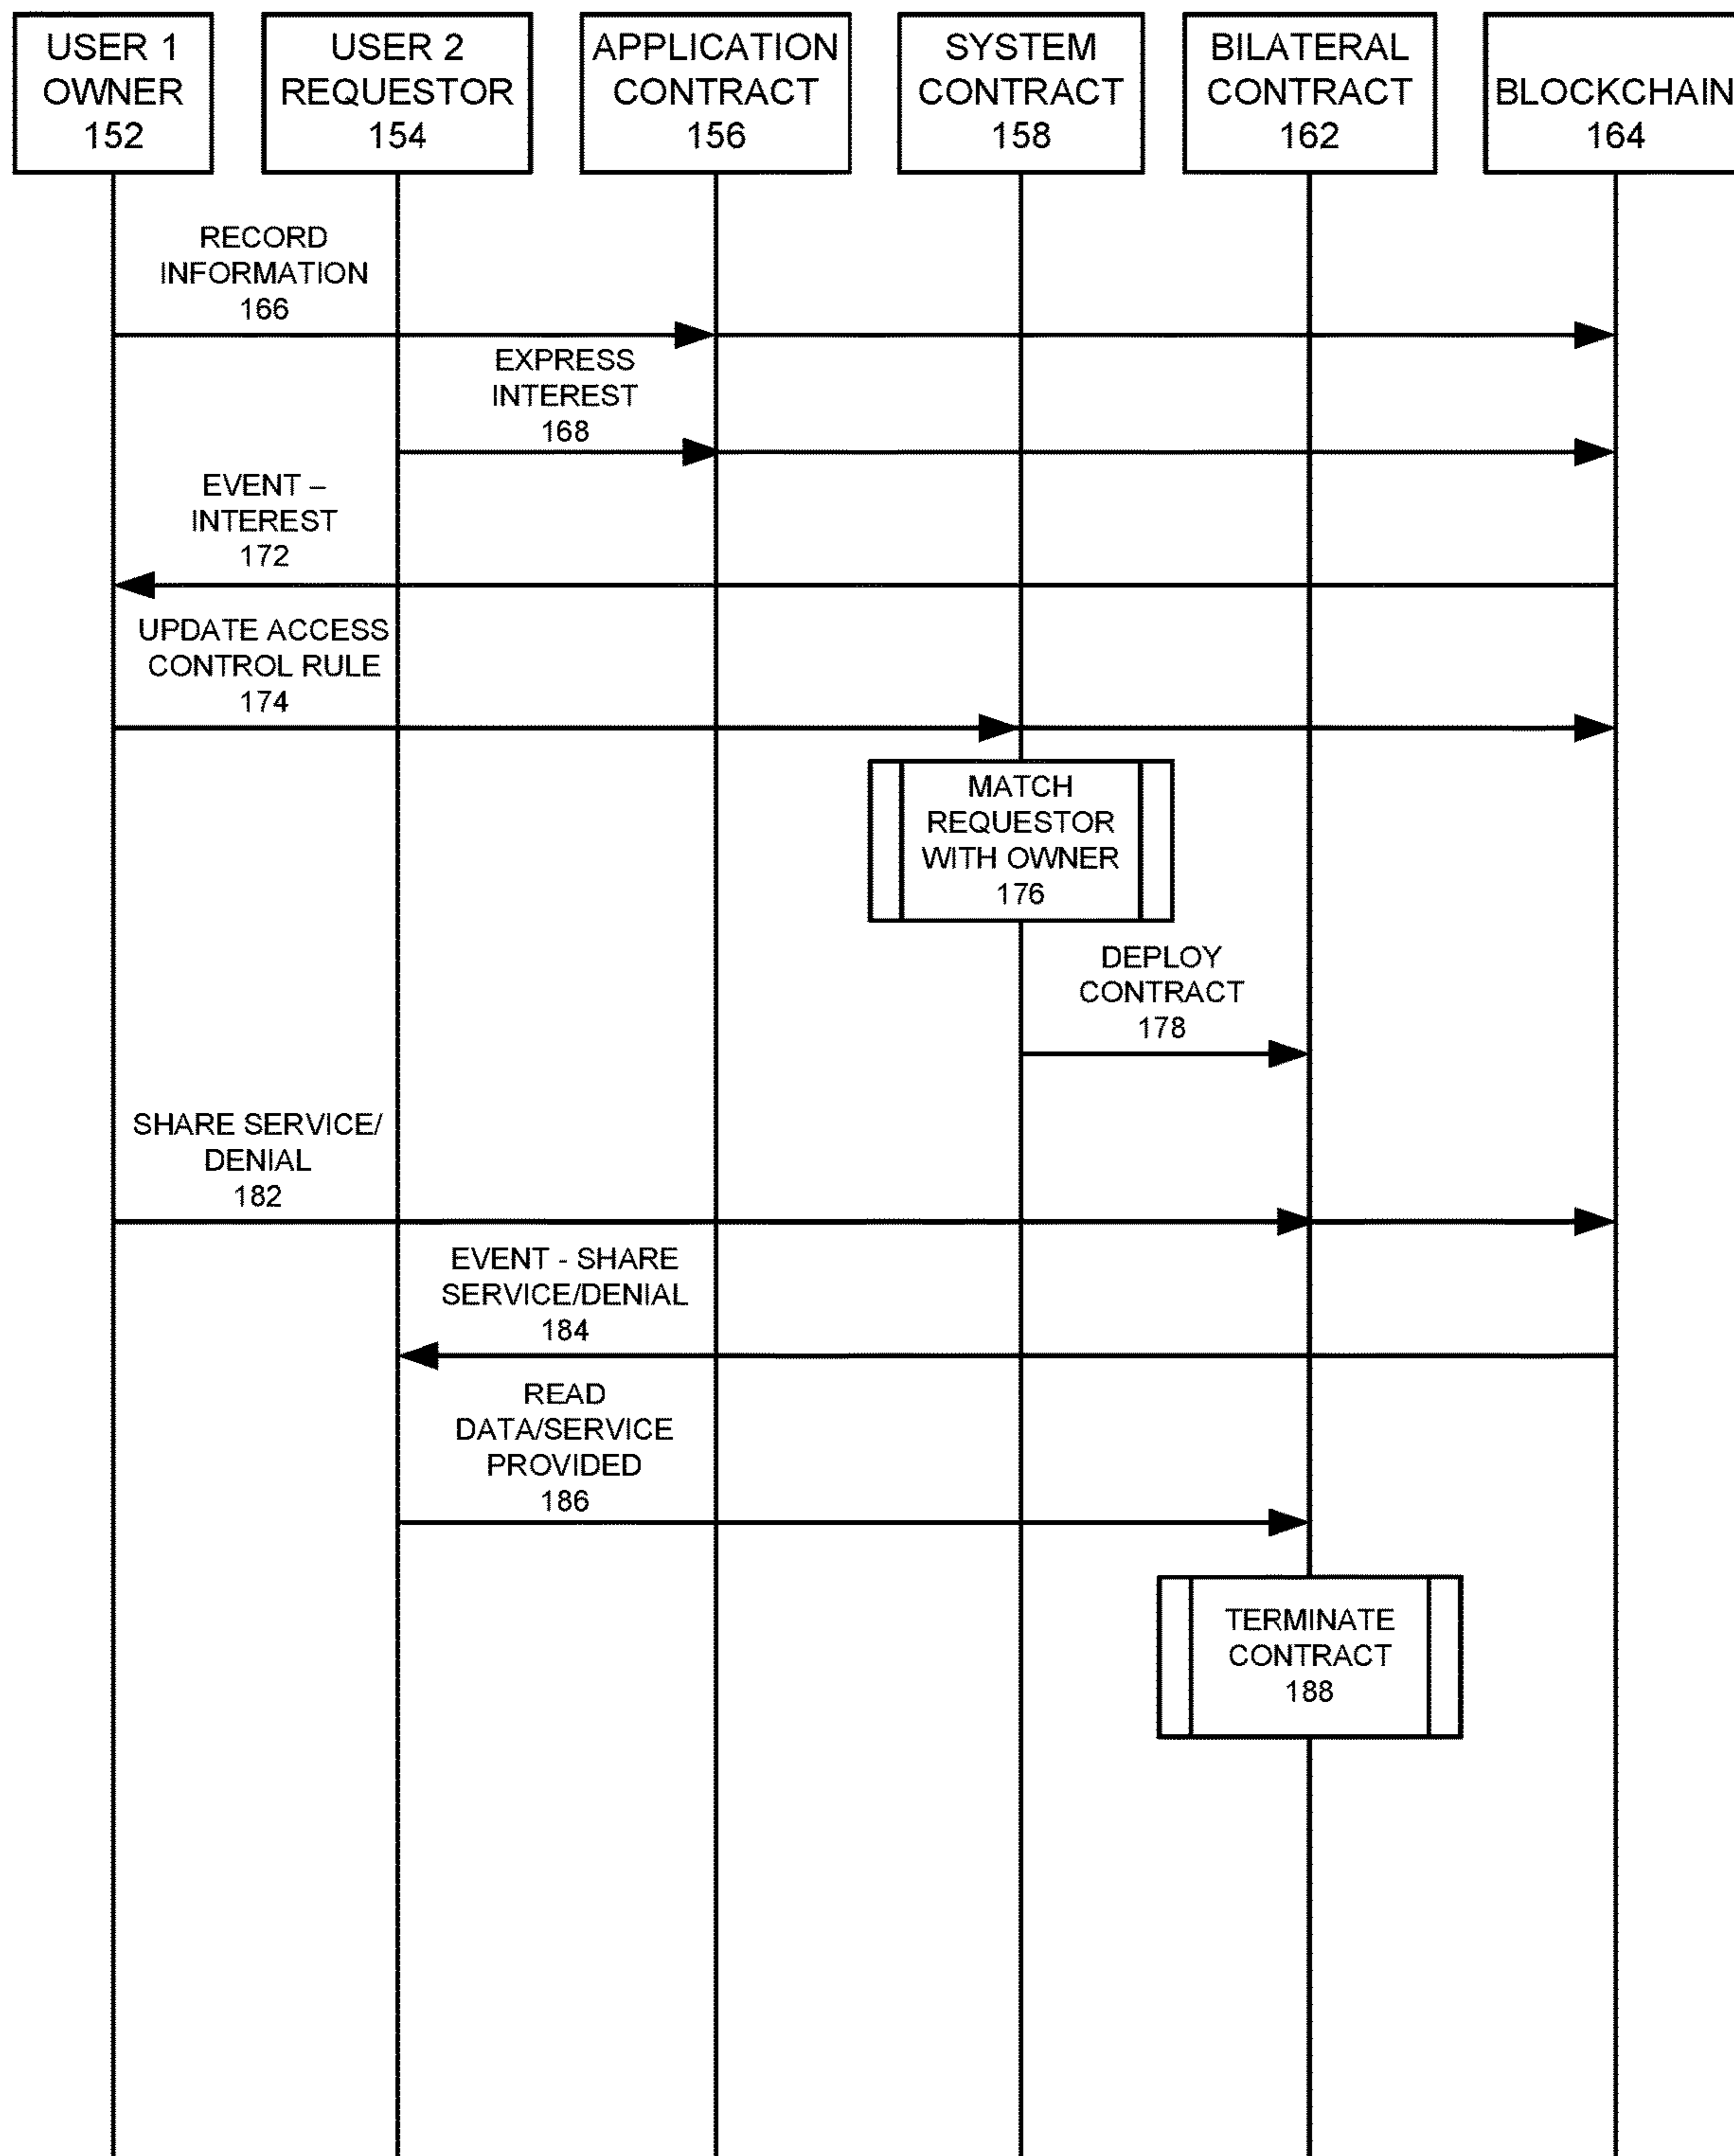 USER 1
OWNER
152
USER 2
REQUESTOR
154
APPLICATION
CONTRACT
156
SYSTEM
CONTRACT
158
BILATERAL
CONTRACT
162
BLOCKCHAIN
164
RECORD
INFORMATION
166
EXPRESS
INTEREST
168
EVENT –
INTEREST
172
UPDATE ACCESS
CONTROL RULE
174
MATCH
REQUESTOR
WITH OWNER
176
DEPLOY
CONTRACT
178
SHARE SERVICE/
DENIAL
182
EVENT - SHARE
SERVICE/DENIAL
184
READ
DATA/SERVICE
PROVIDED
186
TERMINATE
CONTRACT
188